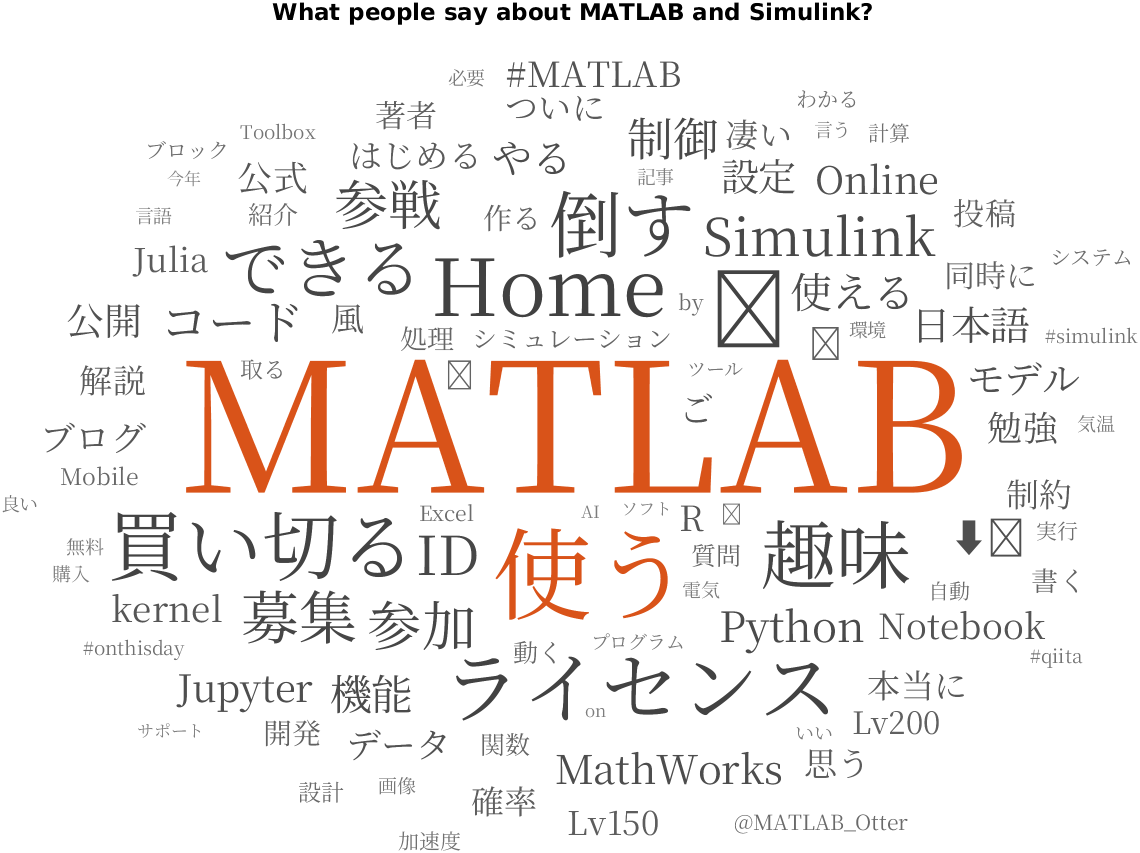 What people say about MATLAB and Simulink?
必要 #MATLAB
わかる
著者 ついに
Toolbox 制御 凄い 言う 計算
ブロック はじめる やる
今年 公式 参戦 記事 設定 Online
言語 紹介 作る 倒す Simulink 投稿
Julia できる システム
Home by 使える 同時に
公開 コード 風 処理 シミュレーション 環境 日本語 #simulink
解説 取る ツール モデル
MATLAB
ご
ブログ 勉強 気温
Mobile
良い 制約
Excel AI ソフト R
無料 買い切る ID 使う 質問 趣味 ⬇ 実行
購入 電気 自動 書く
kernel 募集 参加 Python Notebook
#onthisday 動く プログラム #qiita
Jupyter 機能 ライセンス 本当に
on
サポート 開発 データ 関数 いい Lv200
MathWorks 思う
設計 画像 確率
Lv150 @MATLAB_Otter
加速度